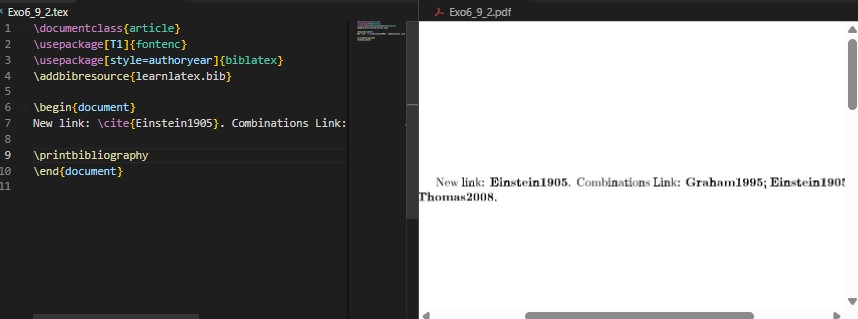 Exo6_9_2.tex
1 \documentclass{article}
2 \usepackage[T1]{fontenc}
3 \usepackage[style=authoryear]{biblatex}
4 \addbibresource{learnlatex.bib}
5
6 \begin{document}
7 New link: \cite{Einstein1905}. Combinations Link:
8
9 \printbibliography
10 \end{document}
11
Exo6_9_2.pdf
New link: Einstein1905. Combinations Link: Graham1995; Einstein1905
Thomas2008.